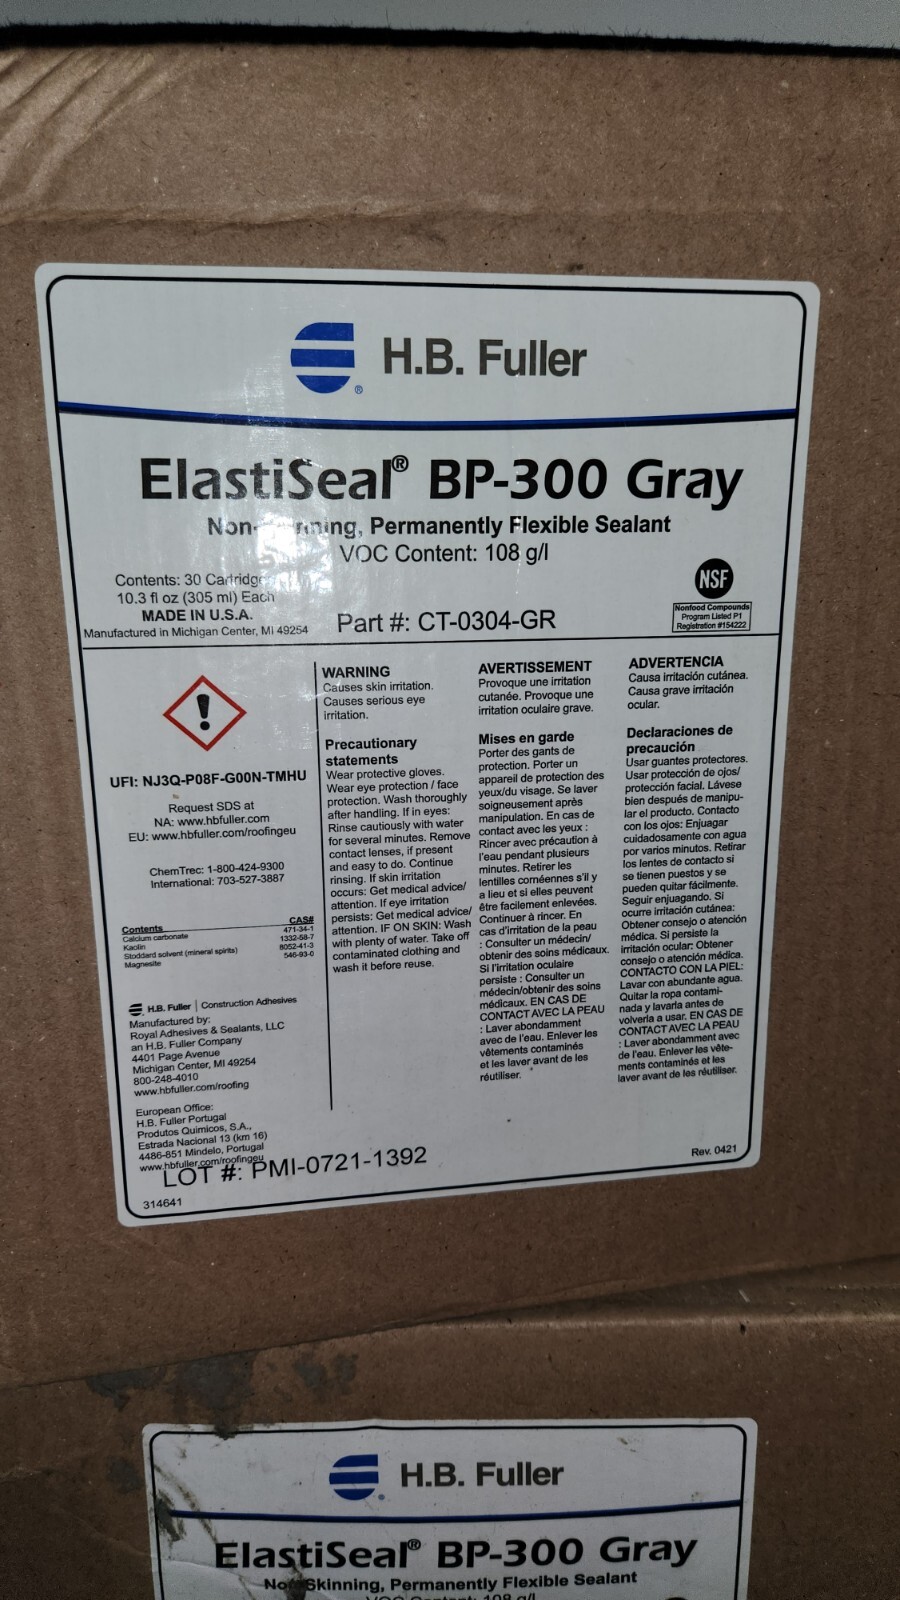 H.B. Fuller
®
ElastiSeal® BP-300 Gray
Permanently Flexible Sealant
VOC Content: 108 g/l
Contents: 30
10.3 fl oz (305 ml) Each
MADE IN U.S.A.
Manufactured in Michigan Center, MI 49254
Part #: CT-0304-GR
NSF
Nonfood Compounds
Program Listed P1
Registration #154222
!
UFI: NJ3Q-P08F-G00N-TMHU
Request SDS at
NA: www.hbfuller.com
EU: www.hbfuller.com/roofingeu
ChemTrec: 1-800-424-9300
International: 703-527-3887
Contents CAS#
Calcium carbonate 471-34-1
Kaolin 1332-58-7
Stoddard solvent (mineral spirits) 8052-41-3
Magnesite 546-93-0
H.B. Fuller | Construction Adhesives
Manufactured by:
Royal Adhesives & Sealants, LLC
an H.B. Fuller Company
4401 Page Avenue
Michigan Center, MI 49254
800-248-4010
www.hbfuller.com/roofing
European Office:
H.B. Fuller Portugal
Produtos Quimicos, S.A.,
Estrada Nacional 13 (km 16)
4486-851 Mindelo, Portugal
www.hbfuller.com/roofingeu
LOT #: PMI-0721-1392
314641
WARNING
Causes skin irritation.
Causes serious eye
irritation.
Precautionary
statements
Wear protective gloves.
Wear eye protection / face
protection. Wash thoroughly
after handling. If in eyes:
Rinse cautiously with water
for several minutes. Remove
contact lenses, if present
and easy to do. Continue
rinsing. If skin irritation
occurs: Get medical advice/
attention. If eye irritation
persists: Get medical advice/
attention. IF ON SKIN: Wash
with plenty of water. Take off
contaminated clothing and
wash it before reuse.
AVERTISSEMENT
Provoque une irritation
cutanée. Provoque une
irritation oculaire grave.
Mises en garde
Porter des gants de
protection. Porter un
appareil de protection des
yeux/du visage. Se laver
soigneusement après
manipulation. En cas de
contact avec les yeux :
Rincer avec précaution à
l'eau pendant plusieurs
minutes. Retirer les
lentilles cornéennes s'il y
a lieu et si elles peuvent
être facilement enlevées.
Continuer à rincer. En
cas d'irritation de la peau
: Consulter un médecin/
obtenir des soins médicaux.
Si l'irritation oculaire
persiste : Consulter un
médecin/obtenir des soins
médicaux. EN CAS DE
CONTACT AVEC LA PEAU
: Laver abondamment
avec de l'eau. Enlever les
vêtements contaminés
et les laver avant de les
réutiliser.
ADVERTENCIA
Causa irritación cutánea.
Causa grave irritación
ocular.
Declaraciones de
precaución
Usar guantes protectores.
Usar protección de ojos/
protección facial. Lávese
bien después de manipu-
lar el producto. Contacto
con los ojos: Enjuagar
cuidadosamente con agua
por varios minutos. Retirar
los lentes de contacto si
se tienen puestos y se
pueden quitar fácilmente.
Seguir enjuagando. Si
ocurre irritación cutánea:
Obtener consejo o atención
médica. Si persiste la
irritación ocular: Obtener
consejo o atención médica.
CONTACTO CON LA PIEL:
Lavar con abundante agua.
Quitar la ropa contami-
nada y lavarla antes de
volverla a usar. EN CAS DE
CONTACT AVEC LA PEAU
: Laver abondamment avec
de l'eau. Enlever les vête-
ments contaminés et les
laver avant de les réutiliser.
Rev. 0421
H.B. Fuller
®
ElastiSeal® BP-300 Gray
Skinning, Permanently Flexible Sealant
VOC Content: 108 g/l